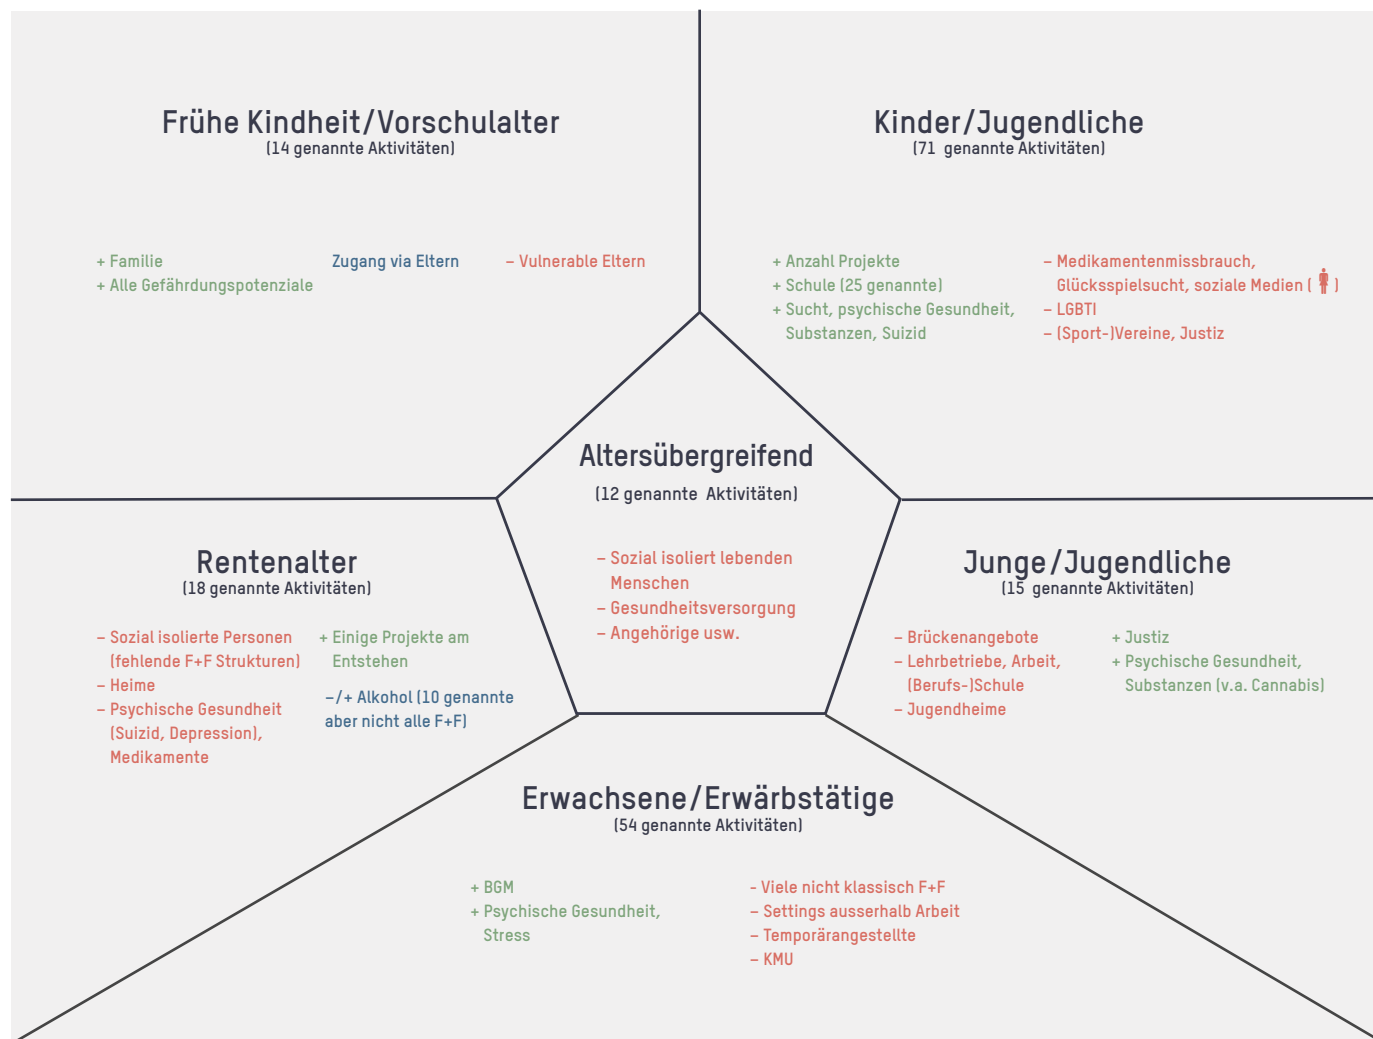 Frühe Kindheit/Vorschulalter
(14 genannte Aktivitäten)
+ Familie
+ Alle Gefährdungspotenziale
Zugang via Eltern
– Vulnerable Eltern
Kinder/Jugendliche
(71 genannte Aktivitäten)
+ Anzahl Projekte
+ Schule (25 genannte)
+ Sucht, psychische Gesundheit,
Substanzen, Suizid
– Medikamentenmissbrauch,
Glücksspielsucht, soziale Medien ( )
– LGBTI
– (Sport-)Vereine, Justiz
Altersübergreifend
(12 genannte Aktivitäten)
– Sozial isoliert lebenden
Menschen
– Gesundheitsversorgung
– Angehörige usw.
Rentenalter
(18 genannte Aktivitäten)
– Sozial isolierte Personen
(fehlende F+F Strukturen)
– Heime
– Psychische Gesundheit
(Suizid, Depression),
Medikamente
+ Einige Projekte am
Entstehen
–/+ Alkohol (10 genannte
aber nicht alle F+F)
Junge/Jugendliche
(15 genannte Aktivitäten)
– Brückenangebote
– Lehrbetriebe, Arbeit,
(Berufs-)Schule
– Jugendheime
+ Justiz
+ Psychische Gesundheit,
Substanzen (v.a. Cannabis)
Erwachsene/Erwärbstätige
(54 genannte Aktivitäten)
+ BGM
+ Psychische Gesundheit,
Stress
- Viele nicht klassisch F+F
– Settings ausserhalb Arbeit
– Temporärangestellte
– KMU